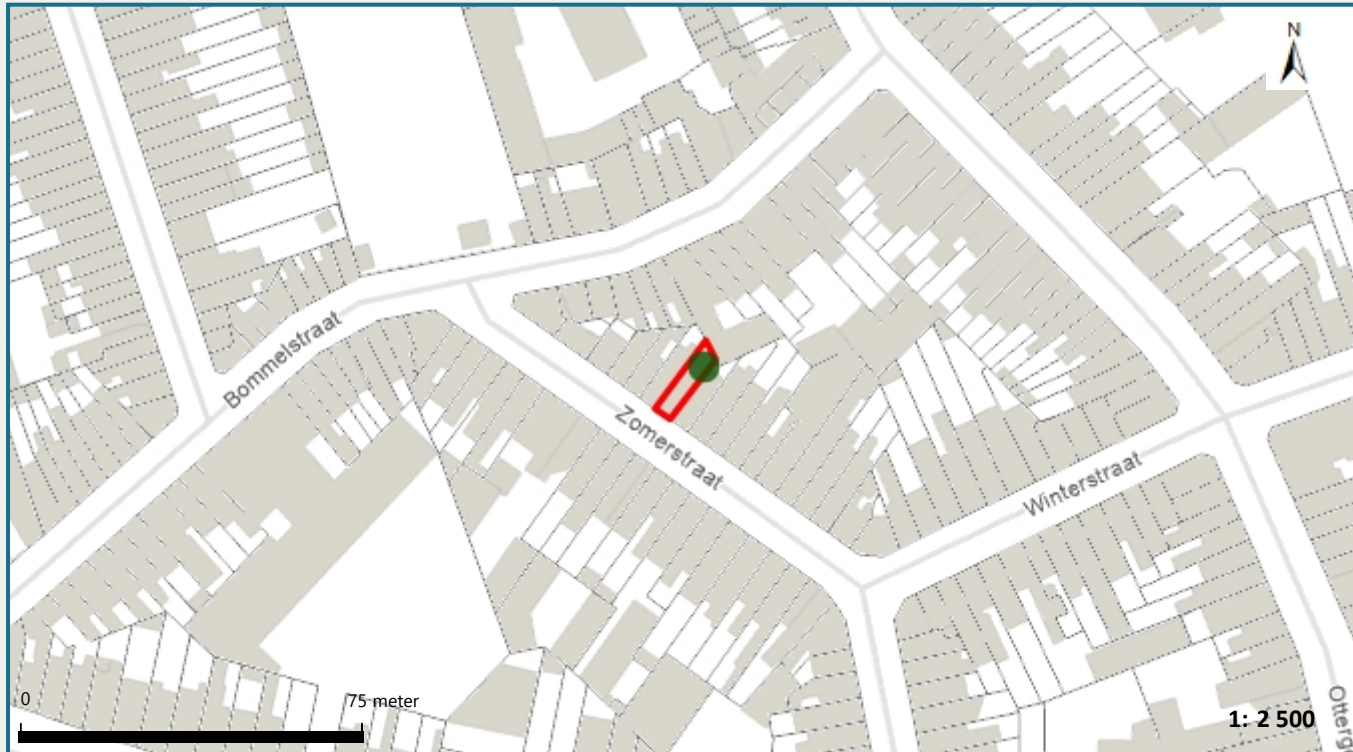 N
Bommelstraat
Zomerstraat
Winterstraat
Otterg
0
75 meter
1: 2 500